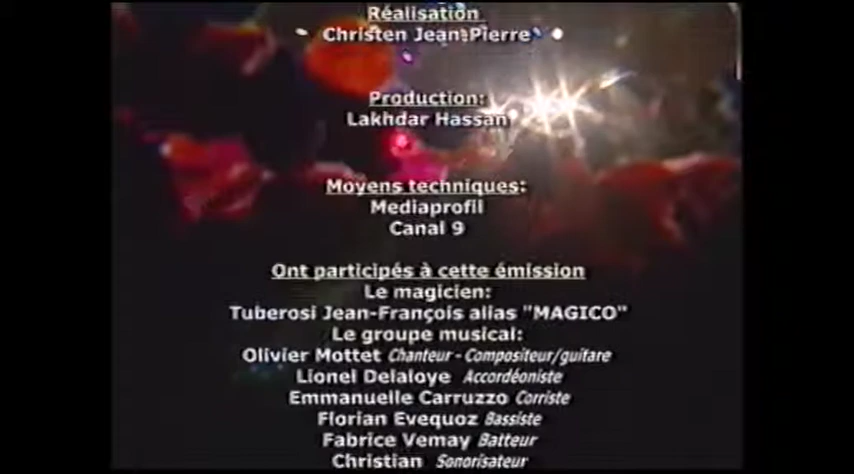 Réalisation
Christen Jean-Pierre
Production:
Lakhdar Hassan
Moyens techniques:
Mediaprofil
Canal 9
Ont participés à cette émission
Le magicien:
Tuberosi Jean-François alias "MAGICO"
Le groupe musical:
Olivier Mottet Chanteur - Compositeur/guitare
Lionel Delaloye Accordéoniste
Emmanuelle Carruzzo Corriste
Florian Evequoz Bassiste
Fabrice Vernay Batteur
Christian Sonorisateur